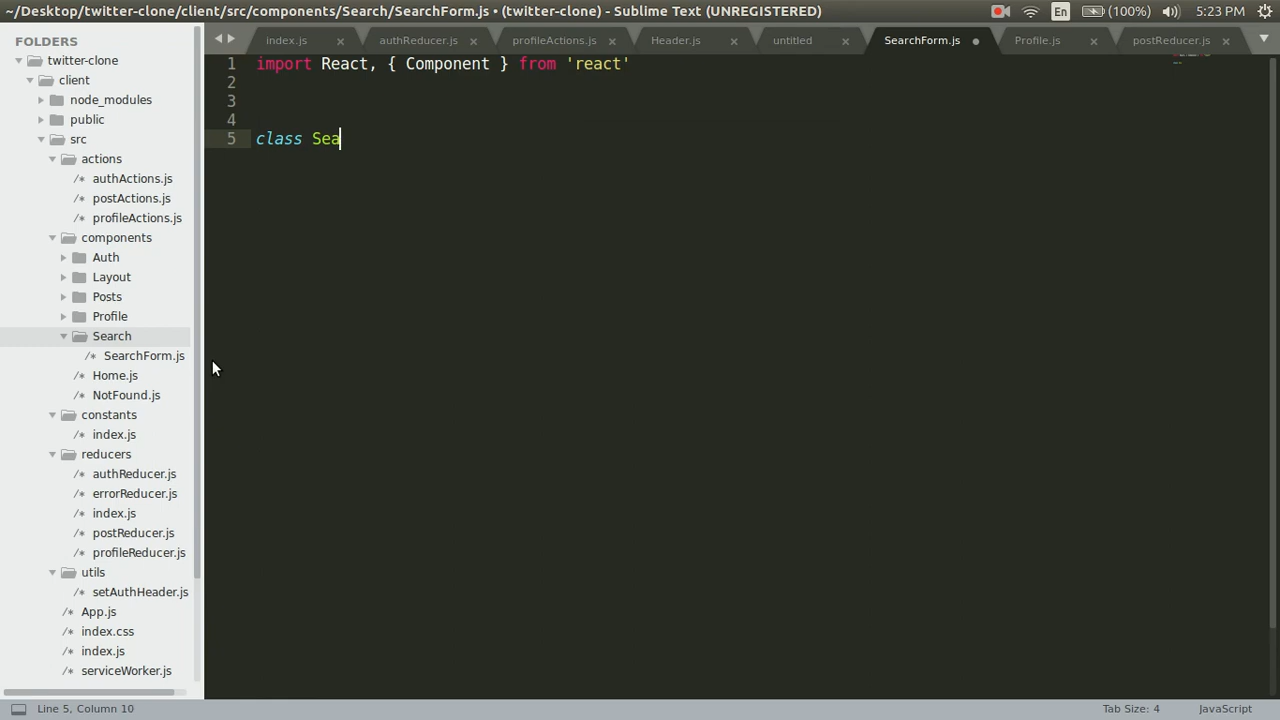 ~/Desktop/twitter-clone/client/src/components/Search/SearchForm.js • (twitter-clone) - Sublime Text (UNREGISTERED)
En
(100%)
5:23 PM
FOLDERS
twitter-clone
client
node_modules
public
src
actions
authActions.js
postActions.js
profileActions.js
components
Auth
Layout
Posts
Profile
Search
SearchForm.js
Home.js
NotFound.js
constants
index.js
reducers
authReducer.js
errorReducer.js
index.js
postReducer.js
profileReducer.js
utils
setAuthHeader.js
App.js
index.css
index.js
serviceWorker.js
index.js
authReducer.js
profileActions.js
Header.js
untitled
SearchForm.js
Profile.js
postReducer.js
1 import React, { Component } from 'react'
2
3
4
5 class Sea
Line 5, Column 10
Tab Size: 4
JavaScript